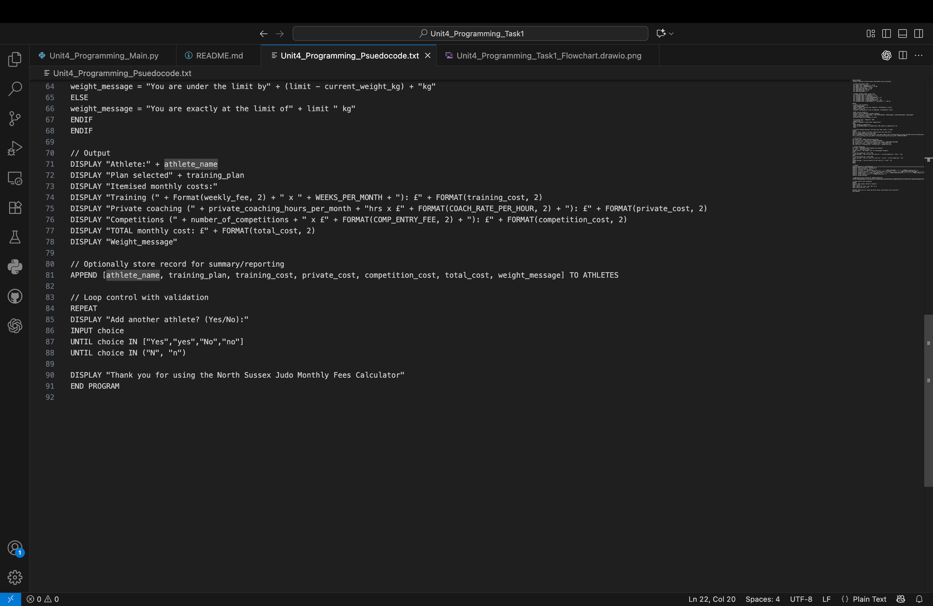 Unit4_Programming_Task1
Unit4_Programming_Main.py
README.md
Unit4_Programming_Psuedocode.txt
Unit4_Programming_Task1_Flowchart.drawio.png
Unit4_Programming_Psuedocode.txt
64 weight_message = "You are under the limit by" + (limit - current_weight_kg) + "kg"
65 ELSE
66 weight_message = "You are exactly at the limit of" + limit " kg"
67 ENDIF
68 ENDIF
69
70 // Output
71 DISPLAY "Athlete:" + athlete_name
72 DISPLAY "Plan selected" + training_plan
73 DISPLAY "Itemised monthly costs:"
74 DISPLAY "Training (" + Format(weekly_fee, 2) + " x " + WEEKS_PER_MONTH + "): £" + FORMAT(training_cost, 2)
75 DISPLAY "Private coaching (" + private_coaching_hours_per_month + "hrs x £" + FORMAT(COACH_RATE_PER_HOUR, 2) + "): £" + FORMAT(private_cost, 2)
76 DISPLAY "Competitions (" + number_of_competitions + " x £" + FORMAT(COMP_ENTRY_FEE, 2) + "): £" + FORMAT(competition_cost, 2)
77 DISPLAY "TOTAL monthly cost: £" + FORMAT(total_cost, 2)
78 DISPLAY "Weight_message"
79
80 // Optionally store record for summary/reporting
81 APPEND [athlete_name, training_plan, training_cost, private_cost, competition_cost, total_cost, weight_message] TO ATHLETES
82
83 // Loop control with validation
84 REPEAT
85 DISPLAY "Add another athlete? (Yes/No):"
86 INPUT choice
87 UNTIL choice IN ["Yes","yes","No","no"]
88 UNTIL choice IN ("N", "n")
89
90 DISPLAY "Thank you for using the North Sussex Judo Monthly Fees Calculator"
91 END PROGRAM
92
1
0 0
Ln 22, Col 20
Spaces: 4
UTF-8
LF
{} Plain Text